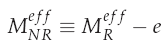 M_{NR}^{eff} ≡ M_R^{eff} − e